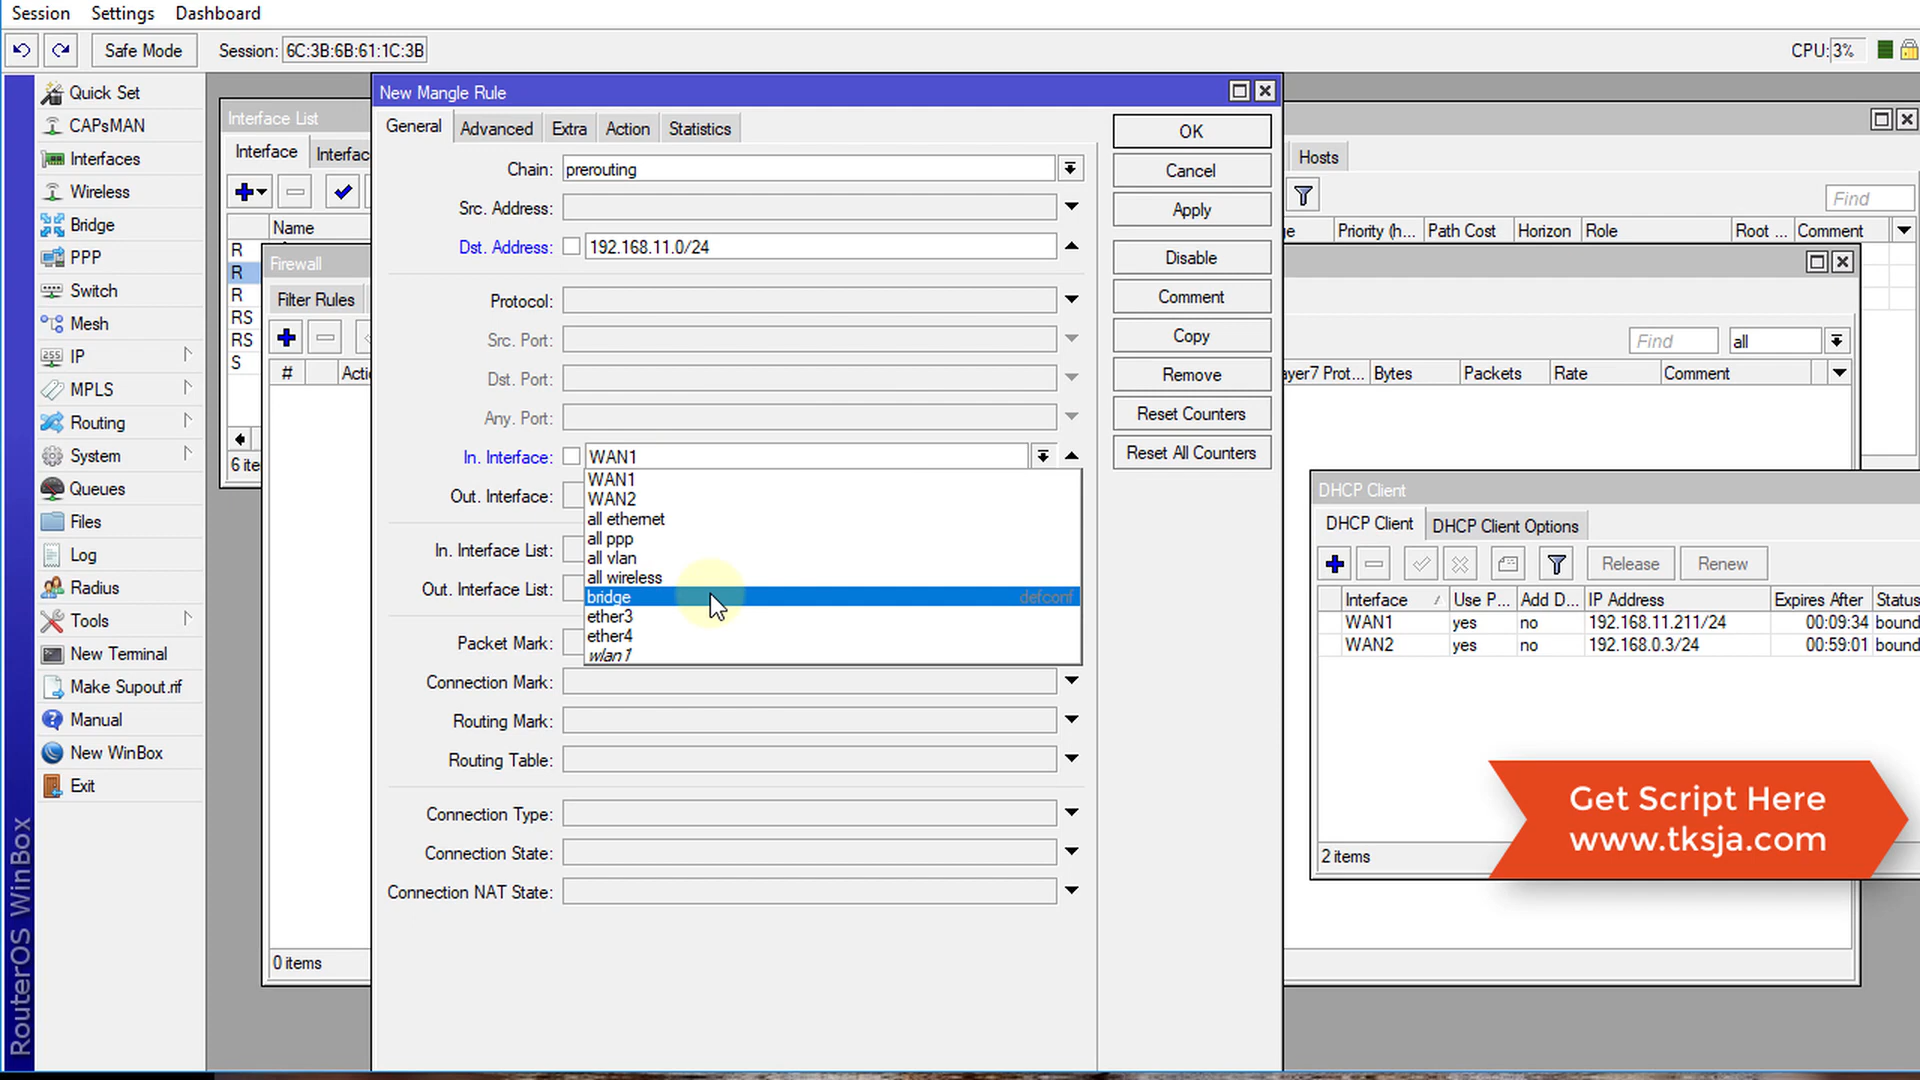 Session Settings Dashboard
Safe Mode Session: 6C:3B:6B:61:1C:3B CPU: 3%
Quick Set
CAPsMAN
Interfaces
Wireless
Bridge
PPP
Switch
Mesh
IP
MPLS
Routing
System
Queues
Files
Log
Radius
Tools
New Terminal
Make Supout.rif
Manual
New WinBox
Exit
RouterOS WinBox
Interface List
Interface Interfac
Name
R
R
R
RS
RS
S
6 ite
Firewall
Filter Rules
# Actio
0 items
New Mangle Rule
General Advanced Extra Action Statistics
Chain: prerouting
Src. Address:
Dst. Address: 192.168.11.0/24
Protocol:
Src. Port:
Dst. Port:
Any. Port:
In. Interface: WAN1
Out. Interface:
In. Interface List:
Out. Interface List:
Packet Mark:
Connection Mark:
Routing Mark:
Routing Table:
Connection Type:
Connection State:
Connection NAT State:
WAN1
WAN2
all ethernet
all ppp
all vlan
all wireless
bridge defconf
ether3
ether4
wlan1
OK
Cancel
Apply
Disable
Comment
Copy
Remove
Reset Counters
Reset All Counters
Hosts
Find
Priority (h... Path Cost Horizon Role Root ... Comment
Find all
ayer7 Prot... Bytes Packets Rate Comment
DHCP Client
DHCP Client DHCP Client Options
Release Renew
Interface Use P... Add D... IP Address Expires After Status
WAN1 yes no 192.168.11.211/24 00:09:34 bound
WAN2 yes no 192.168.0.3/24 00:59:01 bound
2 items
Get Script Here
www.tksja.com